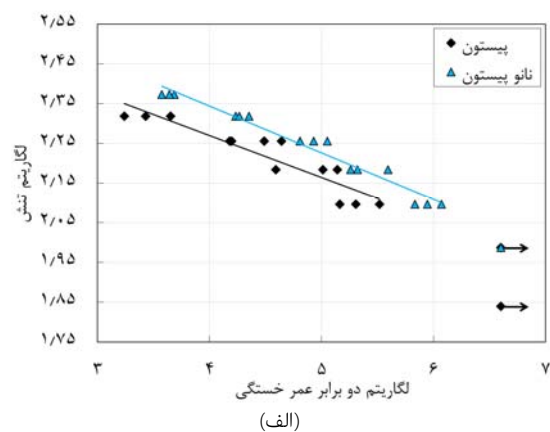 ۲٫۵۵
۲٫۴۵
۲٫۳۵
۲٫۲۵
۲٫۱۵
۲٫۰۵
۱٫۹۵
۱٫۸۵
۱٫۷۵
لگاریتم تنش
پیستون
نانو پیستون
۳ ۴ ۵ ۶ ۷
لگاریتم دو برابر عمر خستگی
(الف)